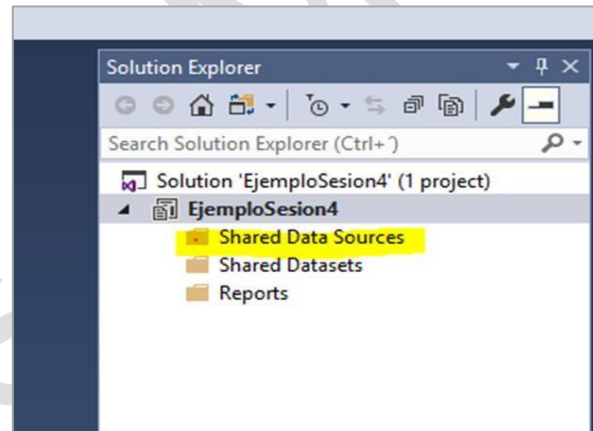 Solution Explorer
Search Solution Explorer (Ctrl+´)
Solution 'EjemploSesion4' (1 project)
EjemploSesion4
Shared Data Sources
Shared Datasets
Reports